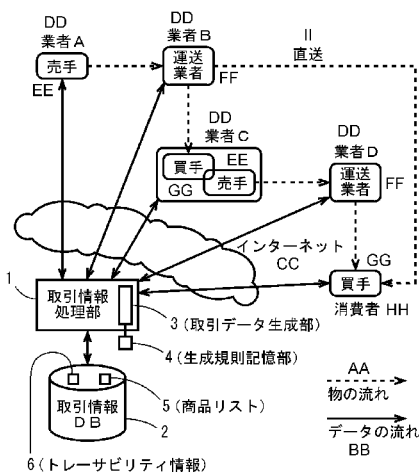 DD
業者A
売手
EE
DD
業者B
運送
業者
FF
II
直送
DD
業者C
買手
EE
GG
売手
DD
業者D
運送
業者
FF
インターネット
CC
GG
買手
消費者 HH
1
取引情報
処理部
3(取引データ生成部)
4(生成規則記憶部)
取引情報
DB
5(商品リスト)
2
6(トレーサビリティ情報)
AA
物の流れ
データの流れ
BB